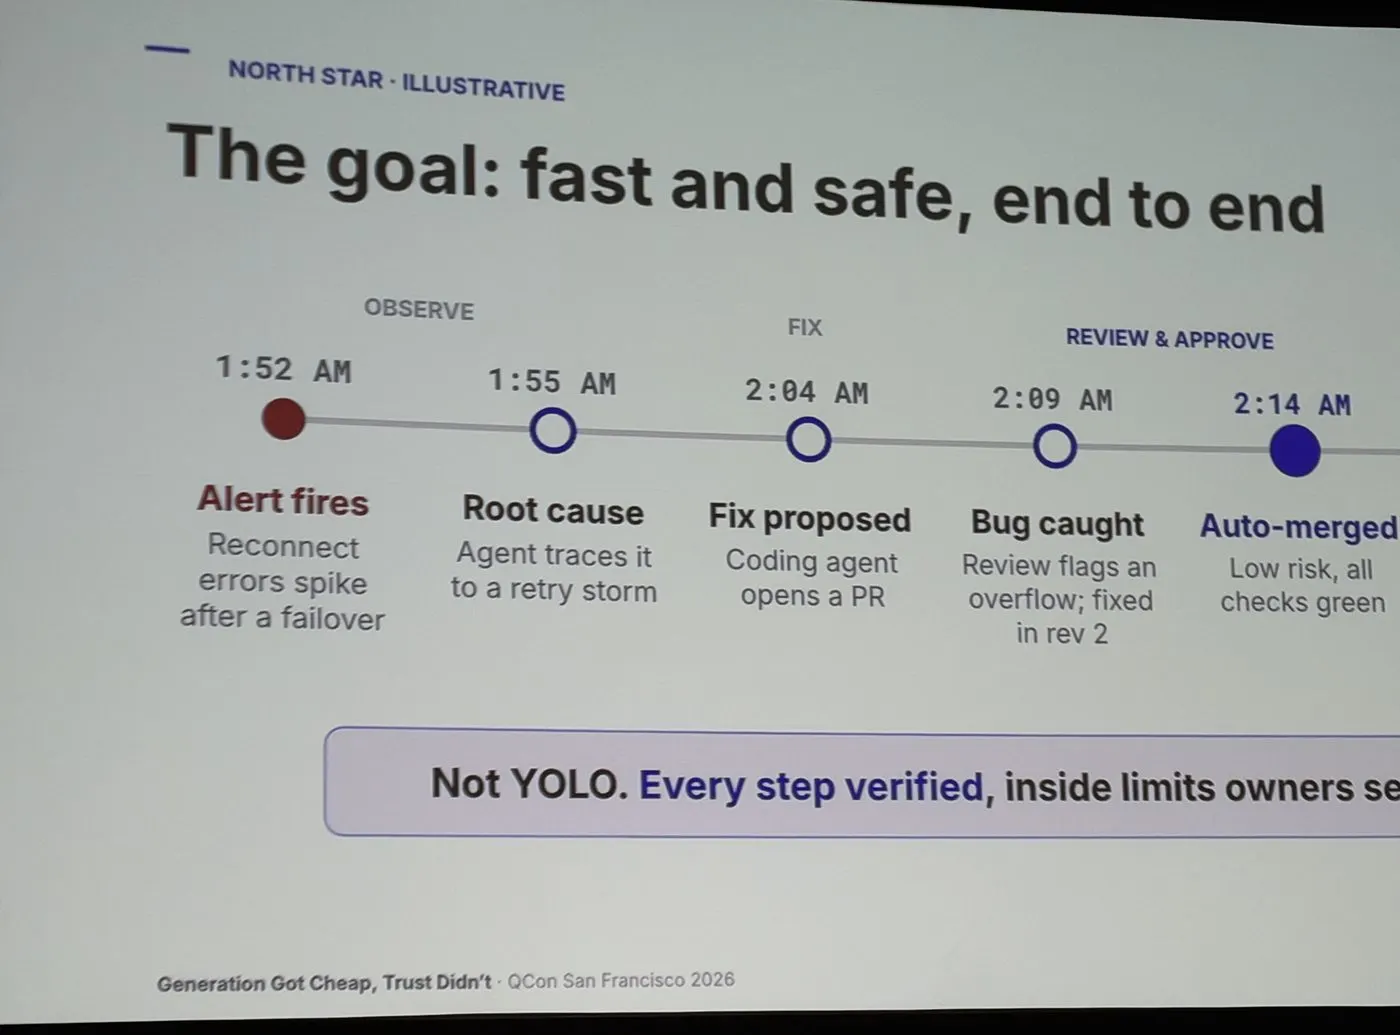 NORTH STAR · ILLUSTRATIVE
The goal: fast and safe, end to end
OBSERVE
FIX
REVIEW & APPROVE
1:52 AM
1:55 AM
2:04 AM
2:09 AM
2:14 AM
Alert fires
Reconnect
errors spike
after a failover
Root cause
Agent traces it
to a retry storm
Fix proposed
Coding agent
opens a PR
Bug caught
Review flags an
overflow; fixed
in rev 2
Auto-merged
Low risk, all
checks green
Not YOLO. Every step verified, inside limits owners
Generation Got Cheap, Trust Didn't · QCon San Francisco 2026